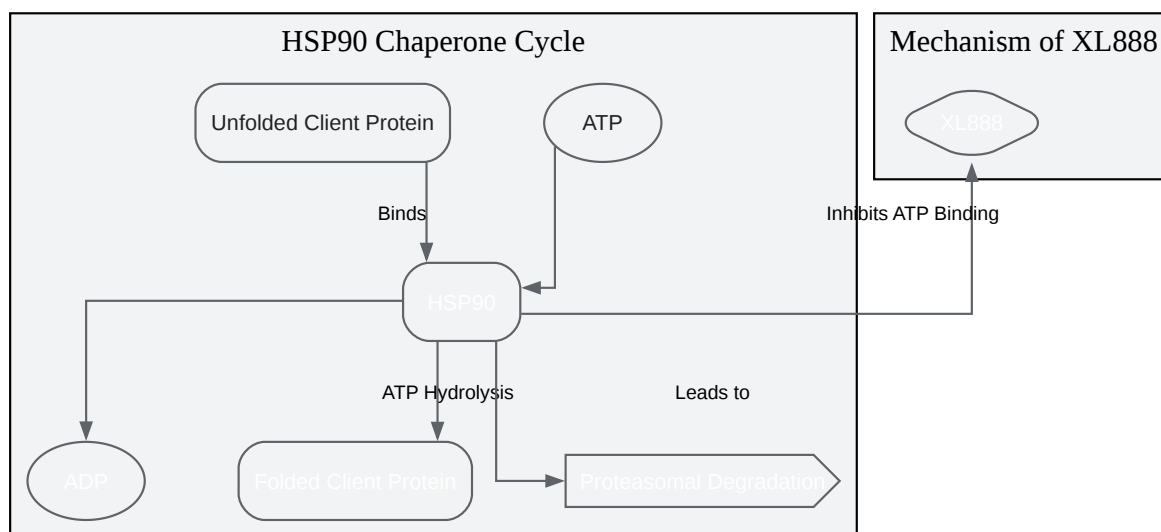 HSP90 Chaperone Cycle
Mechanism of XL888
Unfolded Client Protein
ATP
XL888
Binds
Inhibits ATP Binding
HSP90
ATP Hydrolysis
Leads to
ADP
Folded Client Protein
Proteasomal Degradation